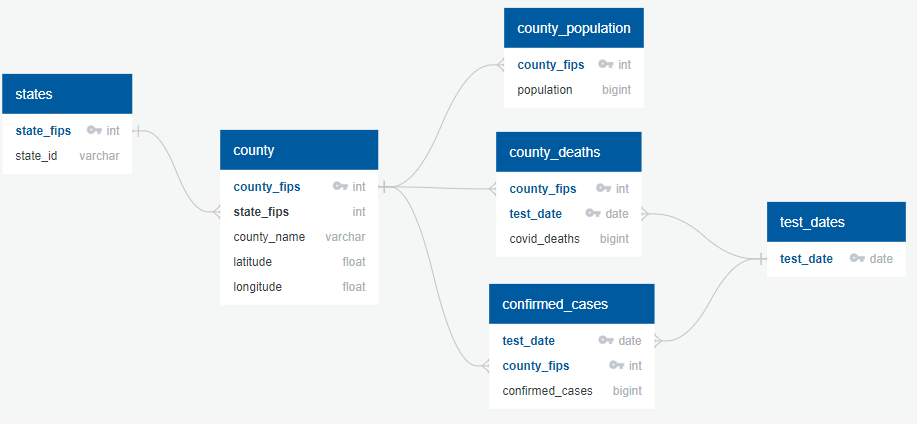 states
state_fips int
state_id varchar
county
county_fips int
state_fips int
county_name varchar
latitude float
longitude float
county_population
county_fips int
population bigint
county_deaths
county_fips int
test_date date
covid_deaths bigint
confirmed_cases
test_date date
county_fips int
confirmed_cases bigint
test_dates
test_date date